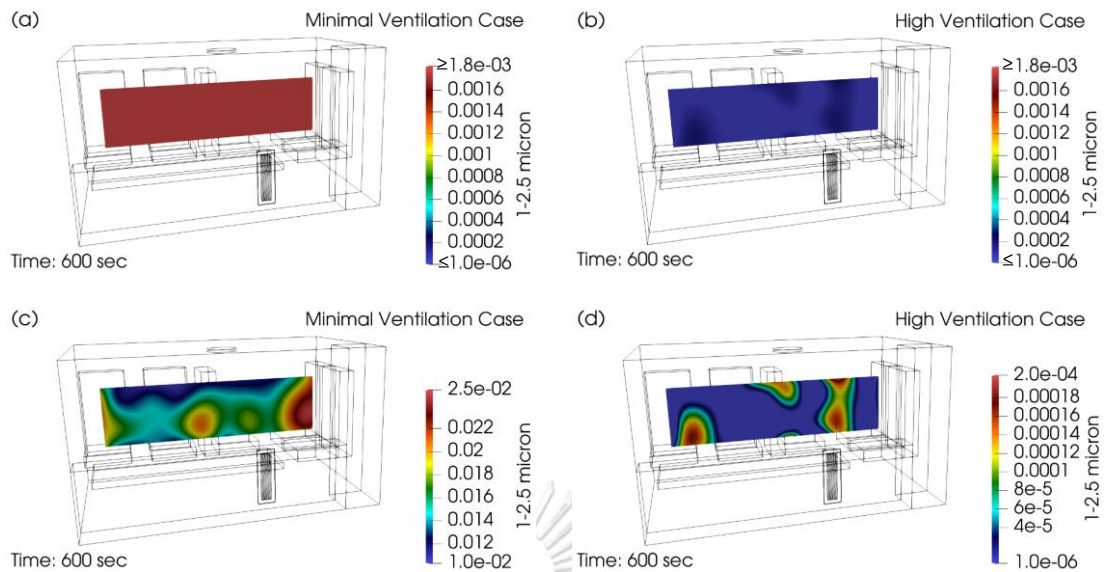 (a)
Minimal Ventilation Case
≥1.8e-03
0.0016
0.0014
0.0012
0.001
0.0008
0.0006
0.0004
0.0002
≤1.0e-06
1-2.5 micron
Time: 600 sec
(b)
High Ventilation Case
≥1.8e-03
0.0016
0.0014
0.0012
0.001
0.0008
0.0006
0.0004
0.0002
≤1.0e-06
1-2.5 micron
Time: 600 sec
(c)
Minimal Ventilation Case
2.5e-02
0.022
0.02
0.018
0.016
0.014
0.012
1.0e-02
1-2.5 micron
Time: 600 sec
(d)
High Ventilation Case
2.0e-04
0.00018
0.00016
0.00014
0.00012
0.0001
8e-5
6e-5
4e-5
1.0e-06
1-2.5 micron
Time: 600 sec